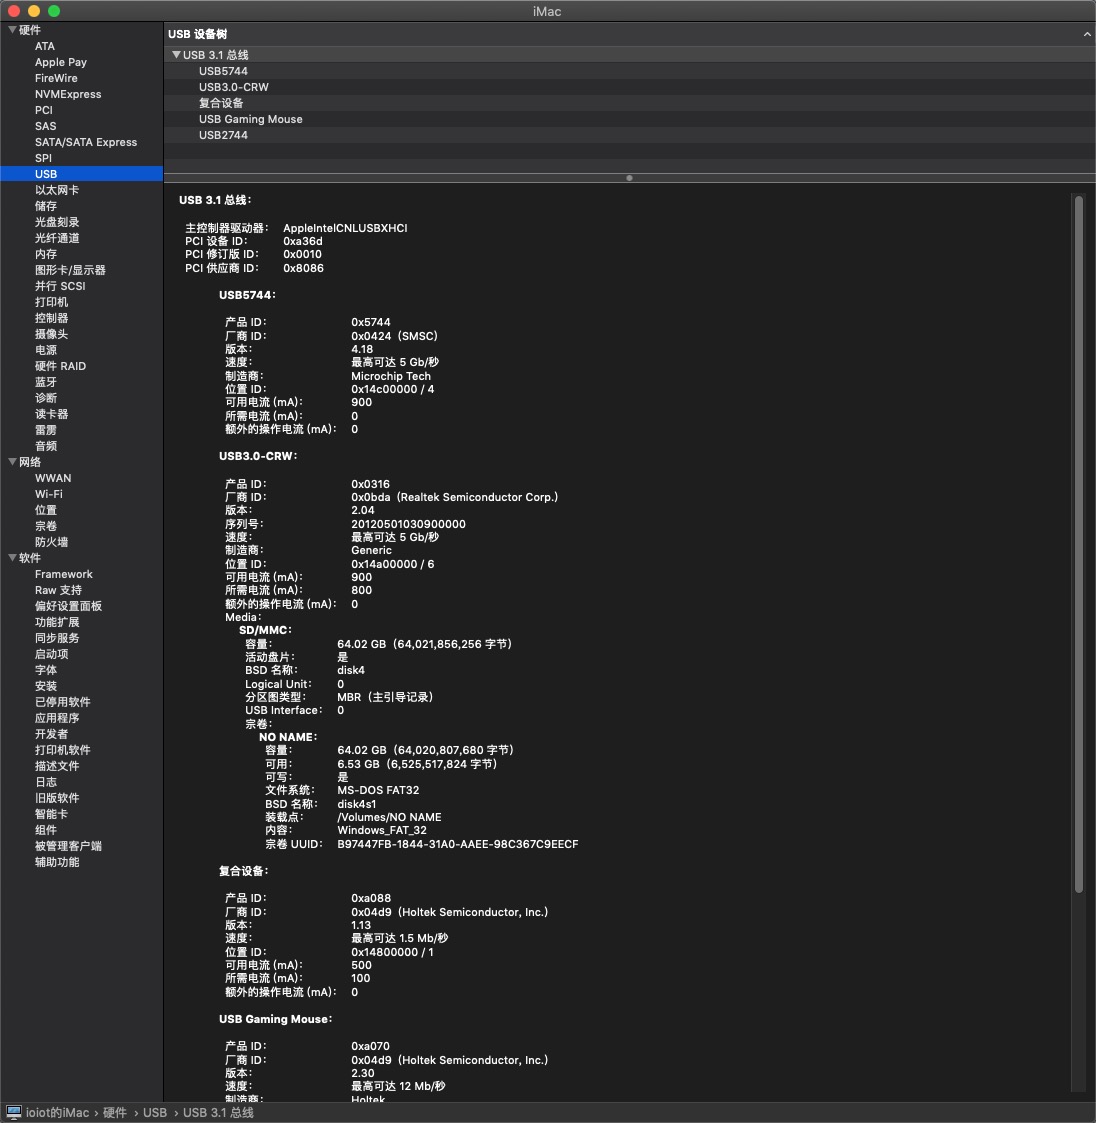 iMac
硬件
ATA
Apple Pay
FireWire
NVMExpress
PCI
SAS
SATA/SATA Express
SPI
USB
以太网卡
储存
光盘刻录
光纤通道
内存
图形卡/显示器
并行 SCSI
打印机
控制器
摄像头
电源
硬件 RAID
蓝牙
诊断
读卡器
雷雳
音频
网络
WWAN
Wi-Fi
位置
宗卷
防火墙
软件
Framework
Raw 支持
偏好设置面板
功能扩展
同步服务
启动项
字体
安装
已停用软件
应用程序
开发者
打印机软件
描述文件
日志
旧版软件
智能卡
组件
被管理客户端
辅助功能
USB 设备树
USB 3.1 总线
USB5744
USB3.0-CRW
复合设备
USB Gaming Mouse
USB2744
USB 3.1 总线：
主控制器驱动器： AppleIntelCNLUSBXHCI
PCI 设备 ID： 0xa36d
PCI 修订版 ID： 0x0010
PCI 供应商 ID： 0x8086
USB5744：
产品 ID： 0x5744
厂商 ID： 0x0424（SMSC）
版本： 4.18
速度： 最高可达 5 Gb/秒
制造商： Microchip Tech
位置 ID： 0x14c00000 / 4
可用电流 (mA)： 900
所需电流 (mA)： 0
额外的操作电流 (mA)： 0
USB3.0-CRW：
产品 ID： 0x0316
厂商 ID： 0x0bda（Realtek Semiconductor Corp.）
版本： 2.04
序列号： 20120501030900000
速度： 最高可达 5 Gb/秒
制造商： Generic
位置 ID： 0x14a00000 / 6
可用电流 (mA)： 900
所需电流 (mA)： 800
额外的操作电流 (mA)： 0
Media：
SD/MMC：
容量： 64.02 GB（64,021,856,256 字节）
活动盘片： 是
BSD 名称： disk4
Logical Unit： 0
分区图类型： MBR（主引导记录）
USB Interface： 0
宗卷：
NO NAME：
容量： 64.02 GB（64,020,807,680 字节）
可用： 6.53 GB（6,525,517,824 字节）
可写： 是
文件系统： MS-DOS FAT32
BSD 名称： disk4s1
装载点： /Volumes/NO NAME
内容： Windows_FAT_32
宗卷 UUID： B97447FB-1844-31A0-AAEE-98C367C9EECF
复合设备：
产品 ID： 0xa088
厂商 ID： 0x04d9（Holtek Semiconductor, Inc.）
版本： 1.13
速度： 最高可达 1.5 Mb/秒
位置 ID： 0x14800000 / 1
可用电流 (mA)： 500
所需电流 (mA)： 100
额外的操作电流 (mA)： 0
USB Gaming Mouse：
产品 ID： 0xa070
厂商 ID： 0x04d9（Holtek Semiconductor, Inc.）
版本： 2.30
速度： 最高可达 12 Mb/秒
制造商： Holtek
ioiot的iMac › 硬件 › USB › USB 3.1 总线